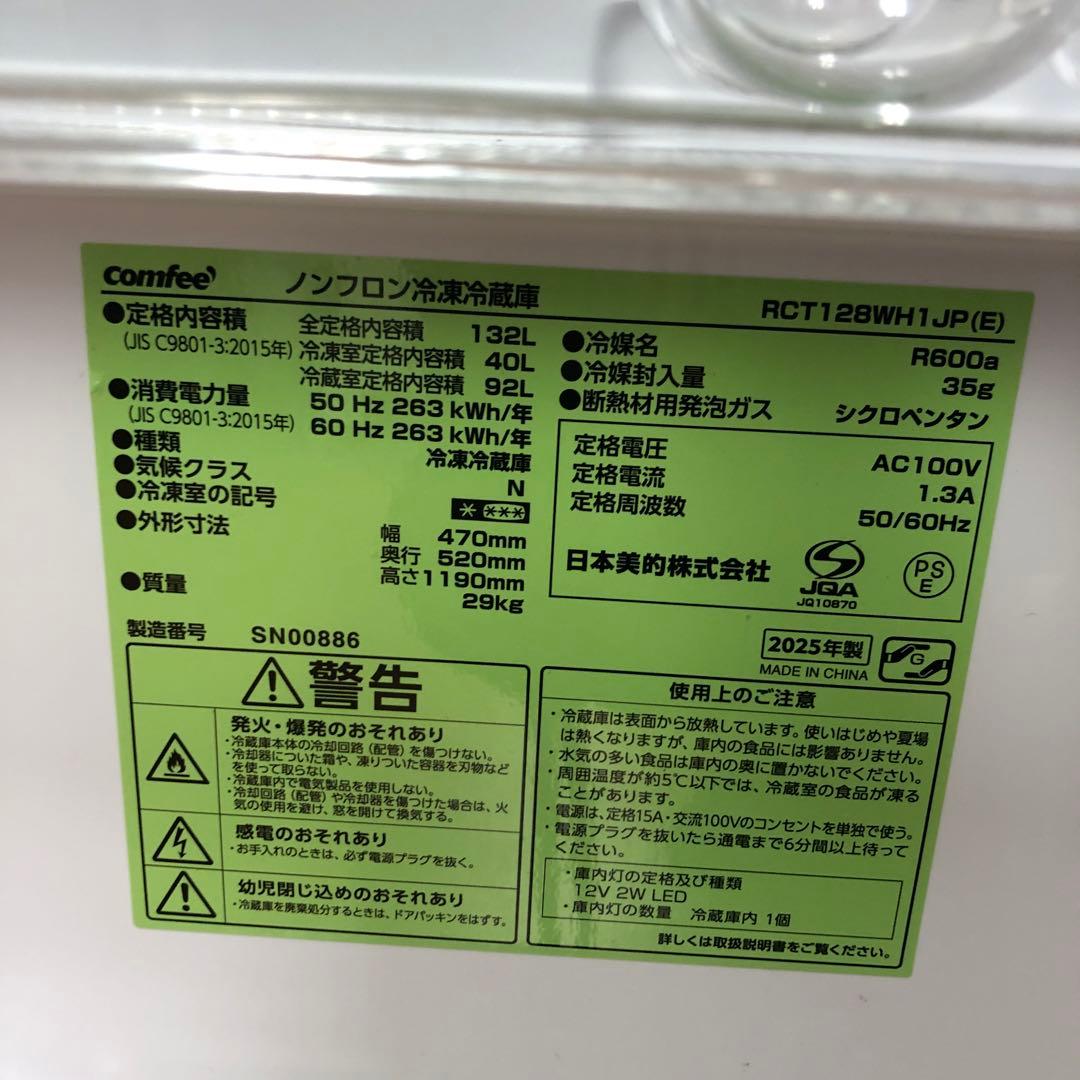 comfee' ノンフロン冷凍冷蔵庫 RCT128WH1JP(E)
●定格内容積 全定格内容積 132L
(JIS C9801-3:2015年) 冷凍室定格内容積 40L
冷蔵室定格内容積 92L
●消費電力量 50 Hz 263 kWh/年
(JIS C9801-3:2015年) 60 Hz 263 kWh/年
●種類 冷凍冷蔵庫
●気候クラス N
●冷凍室の記号 * ***
●外形寸法 幅 470mm
奥行 520mm
高さ1190mm
●質量 29kg
製造番号 SN00886
●冷媒名 R600a
●冷媒封入量 35g
●断熱材用発泡ガス シクロペンタン
定格電圧 AC100V
定格電流 1.3A
定格周波数 50/60Hz
日本美的株式会社
JQA
JQ10870
PS
E
2025年製
MADE IN CHINA
G
警告
発火・爆発のおそれあり
・冷蔵庫本体の冷却回路(配管)を傷つけない。
・冷却器についた霜や、凍りついた容器を刃物など
を使って取らない。
・冷蔵庫内で電気製品を使用しない。
・冷却回路(配管)や冷却器を傷つけた場合は、火
気の使用を避け、窓を開けて換気する。
感電のおそれあり
・お手入れのときは、必ず電源プラグを抜く。
幼児閉じ込めのおそれあり
・冷蔵庫を廃棄処分するときは、ドアパッキンをはずす。
使用上のご注意
・冷蔵庫は表面から放熱しています。使いはじめや夏場
は熱くなりますが、庫内の食品には影響ありません。
・水気の多い食品は庫内の奥に置かないでください。
・周囲温度が約5℃以下では、冷蔵室の食品が凍る
ことがあります。
・電源は、定格15A・交流100Vのコンセントを単独で使う。
・電源プラグを抜いたら通電まで6分間以上待って
ください。
・庫内灯の定格及び種類
12V 2W LED
・庫内灯の数量 冷蔵庫内 1個
詳しくは取扱説明書をご覧ください。